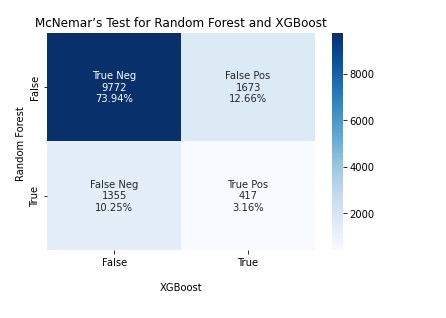 McNemar’s Test for Random Forest and XGBoost
True Neg
9772
73.94%
False Pos
1673
12.66%
False Neg
1355
10.25%
True Pos
417
3.16%
False
True
Random Forest
False
True
XGBoost
8000
6000
4000
2000